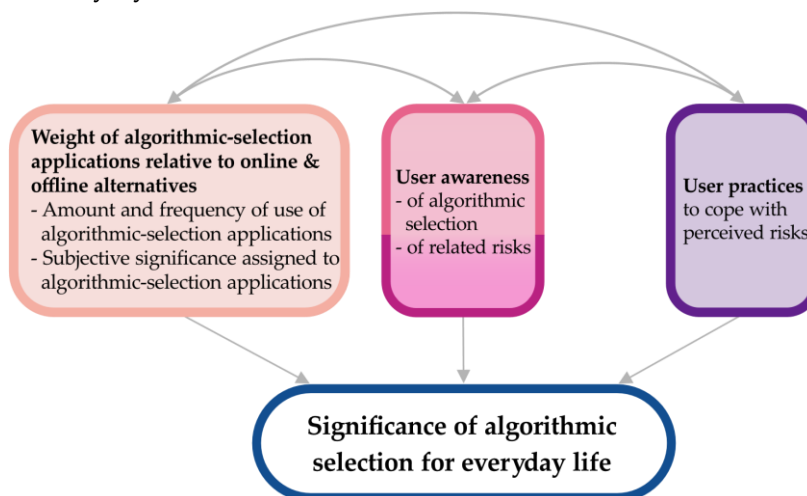 Weight of algorithmic-selection
applications relative to online &
offline alternatives
- Amount and frequency of use of
algorithmic-selection applications
- Subjective significance assigned to
algorithmic-selection applications
User awareness
- of algorithmic
selection
- of related risks
User practices
to cope with
perceived risks
Significance of algorithmic
selection for everyday life